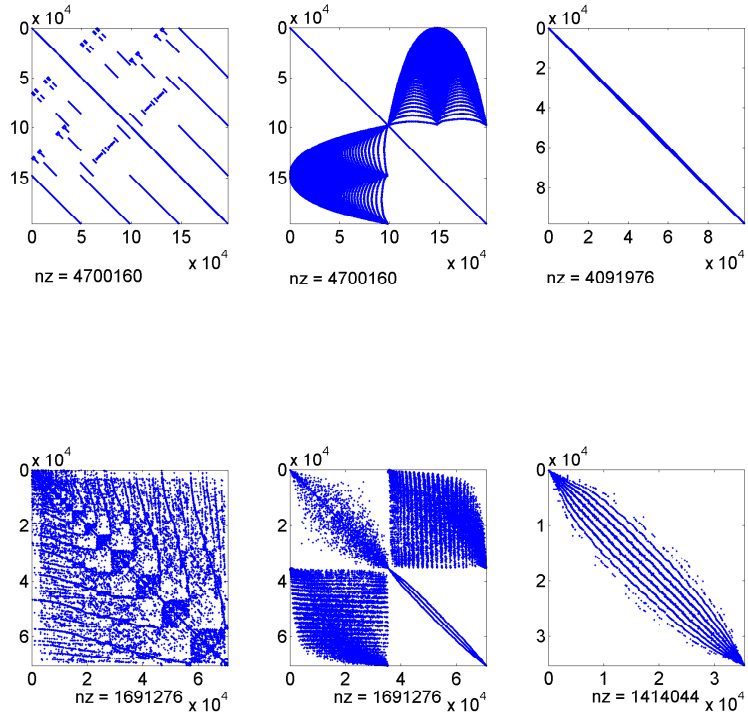 x 10^4 x 10^4 x 10^4
0 0 0
5 5 2
10 10 4
15 15 6
8
0 5 10 15 0 5 10 15 0 2 4 6 8
x 10^4 x 10^4 x 10^4
nz = 4700160 nz = 4700160 nz = 4091976
x 10^4 x 10^4 x 10^4
0 0 0
2 2 1
4 4 2
6 6 3
0 2 4 6 0 2 4 6 0 1 2 3
nz = 1691276 x 10^4 nz = 1691276 x 10^4 nz = 1414044 x 10^4